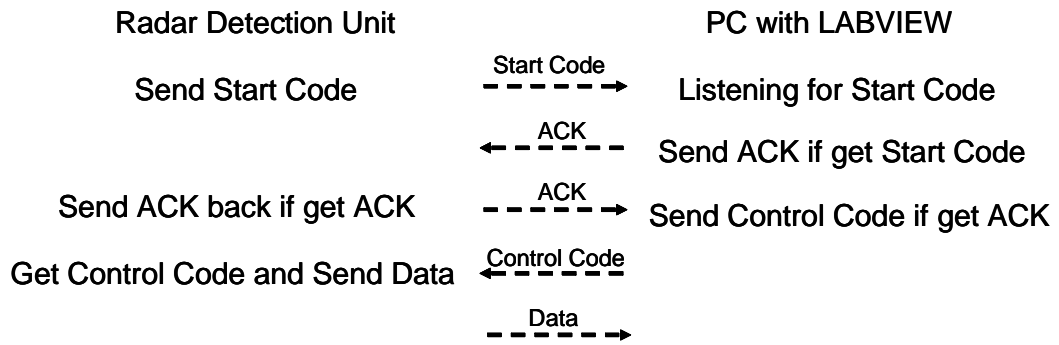 Radar Detection Unit
PC with LABVIEW
Send Start Code
Start Code
Listening for Start Code
ACK
Send ACK if get Start Code
Send ACK back if get ACK
ACK
Send Control Code if get ACK
Get Control Code and Send Data
Control Code
Data